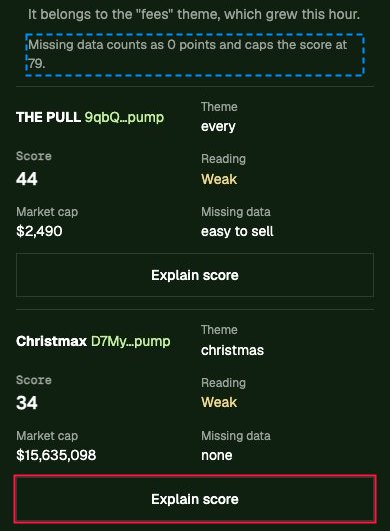 It belongs to the "fees" theme, which grew this hour.
Missing data counts as 0 points and caps the score at
79.
THE PULL 9qbQ...pump
Theme
every
Score
44
Reading
Weak
Market cap
$2,490
Missing data
easy to sell
Explain score
Christmax D7My...pump
Theme
christmas
Score
34
Reading
Weak
Market cap
$15,635,098
Missing data
none
Explain score